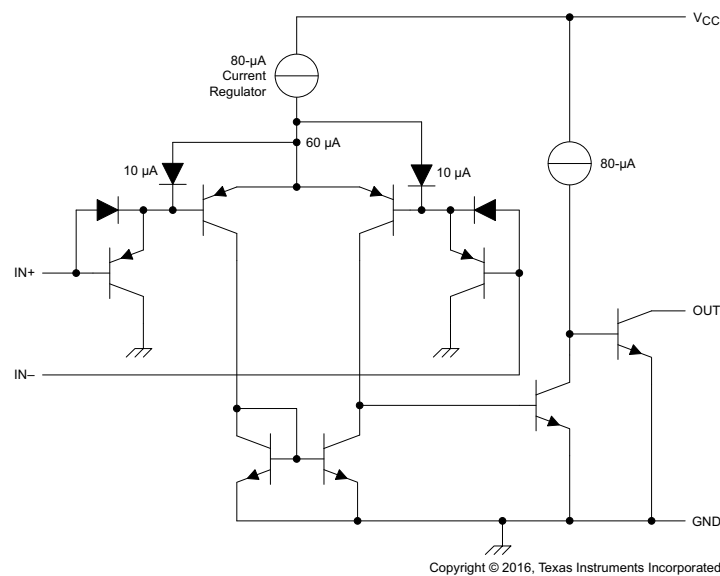 V<sub>CC</sub>
80-µA
Current
Regulator
60 µA
10 µA
10 µA
80-µA
IN+
OUT
IN–
GND
Copyright © 2016, Texas Instruments Incorporated